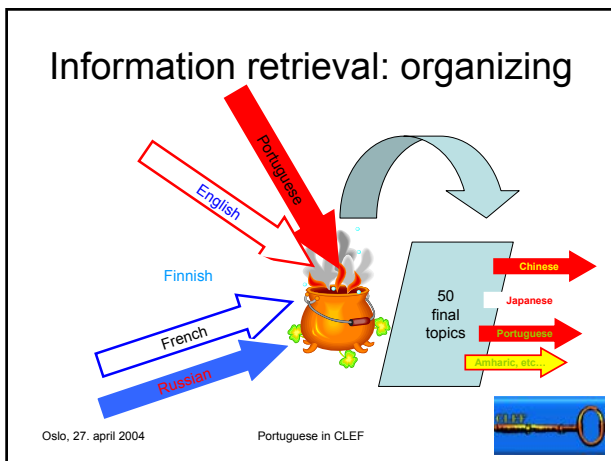 Information retrieval: organizing
Portuguese
English
Finnish
French
Russian
50
final
topics
Chinese
Japanese
Portuguese
Amharic, etc...
Oslo, 27. april 2004
Portuguese in CLEF
CLEF